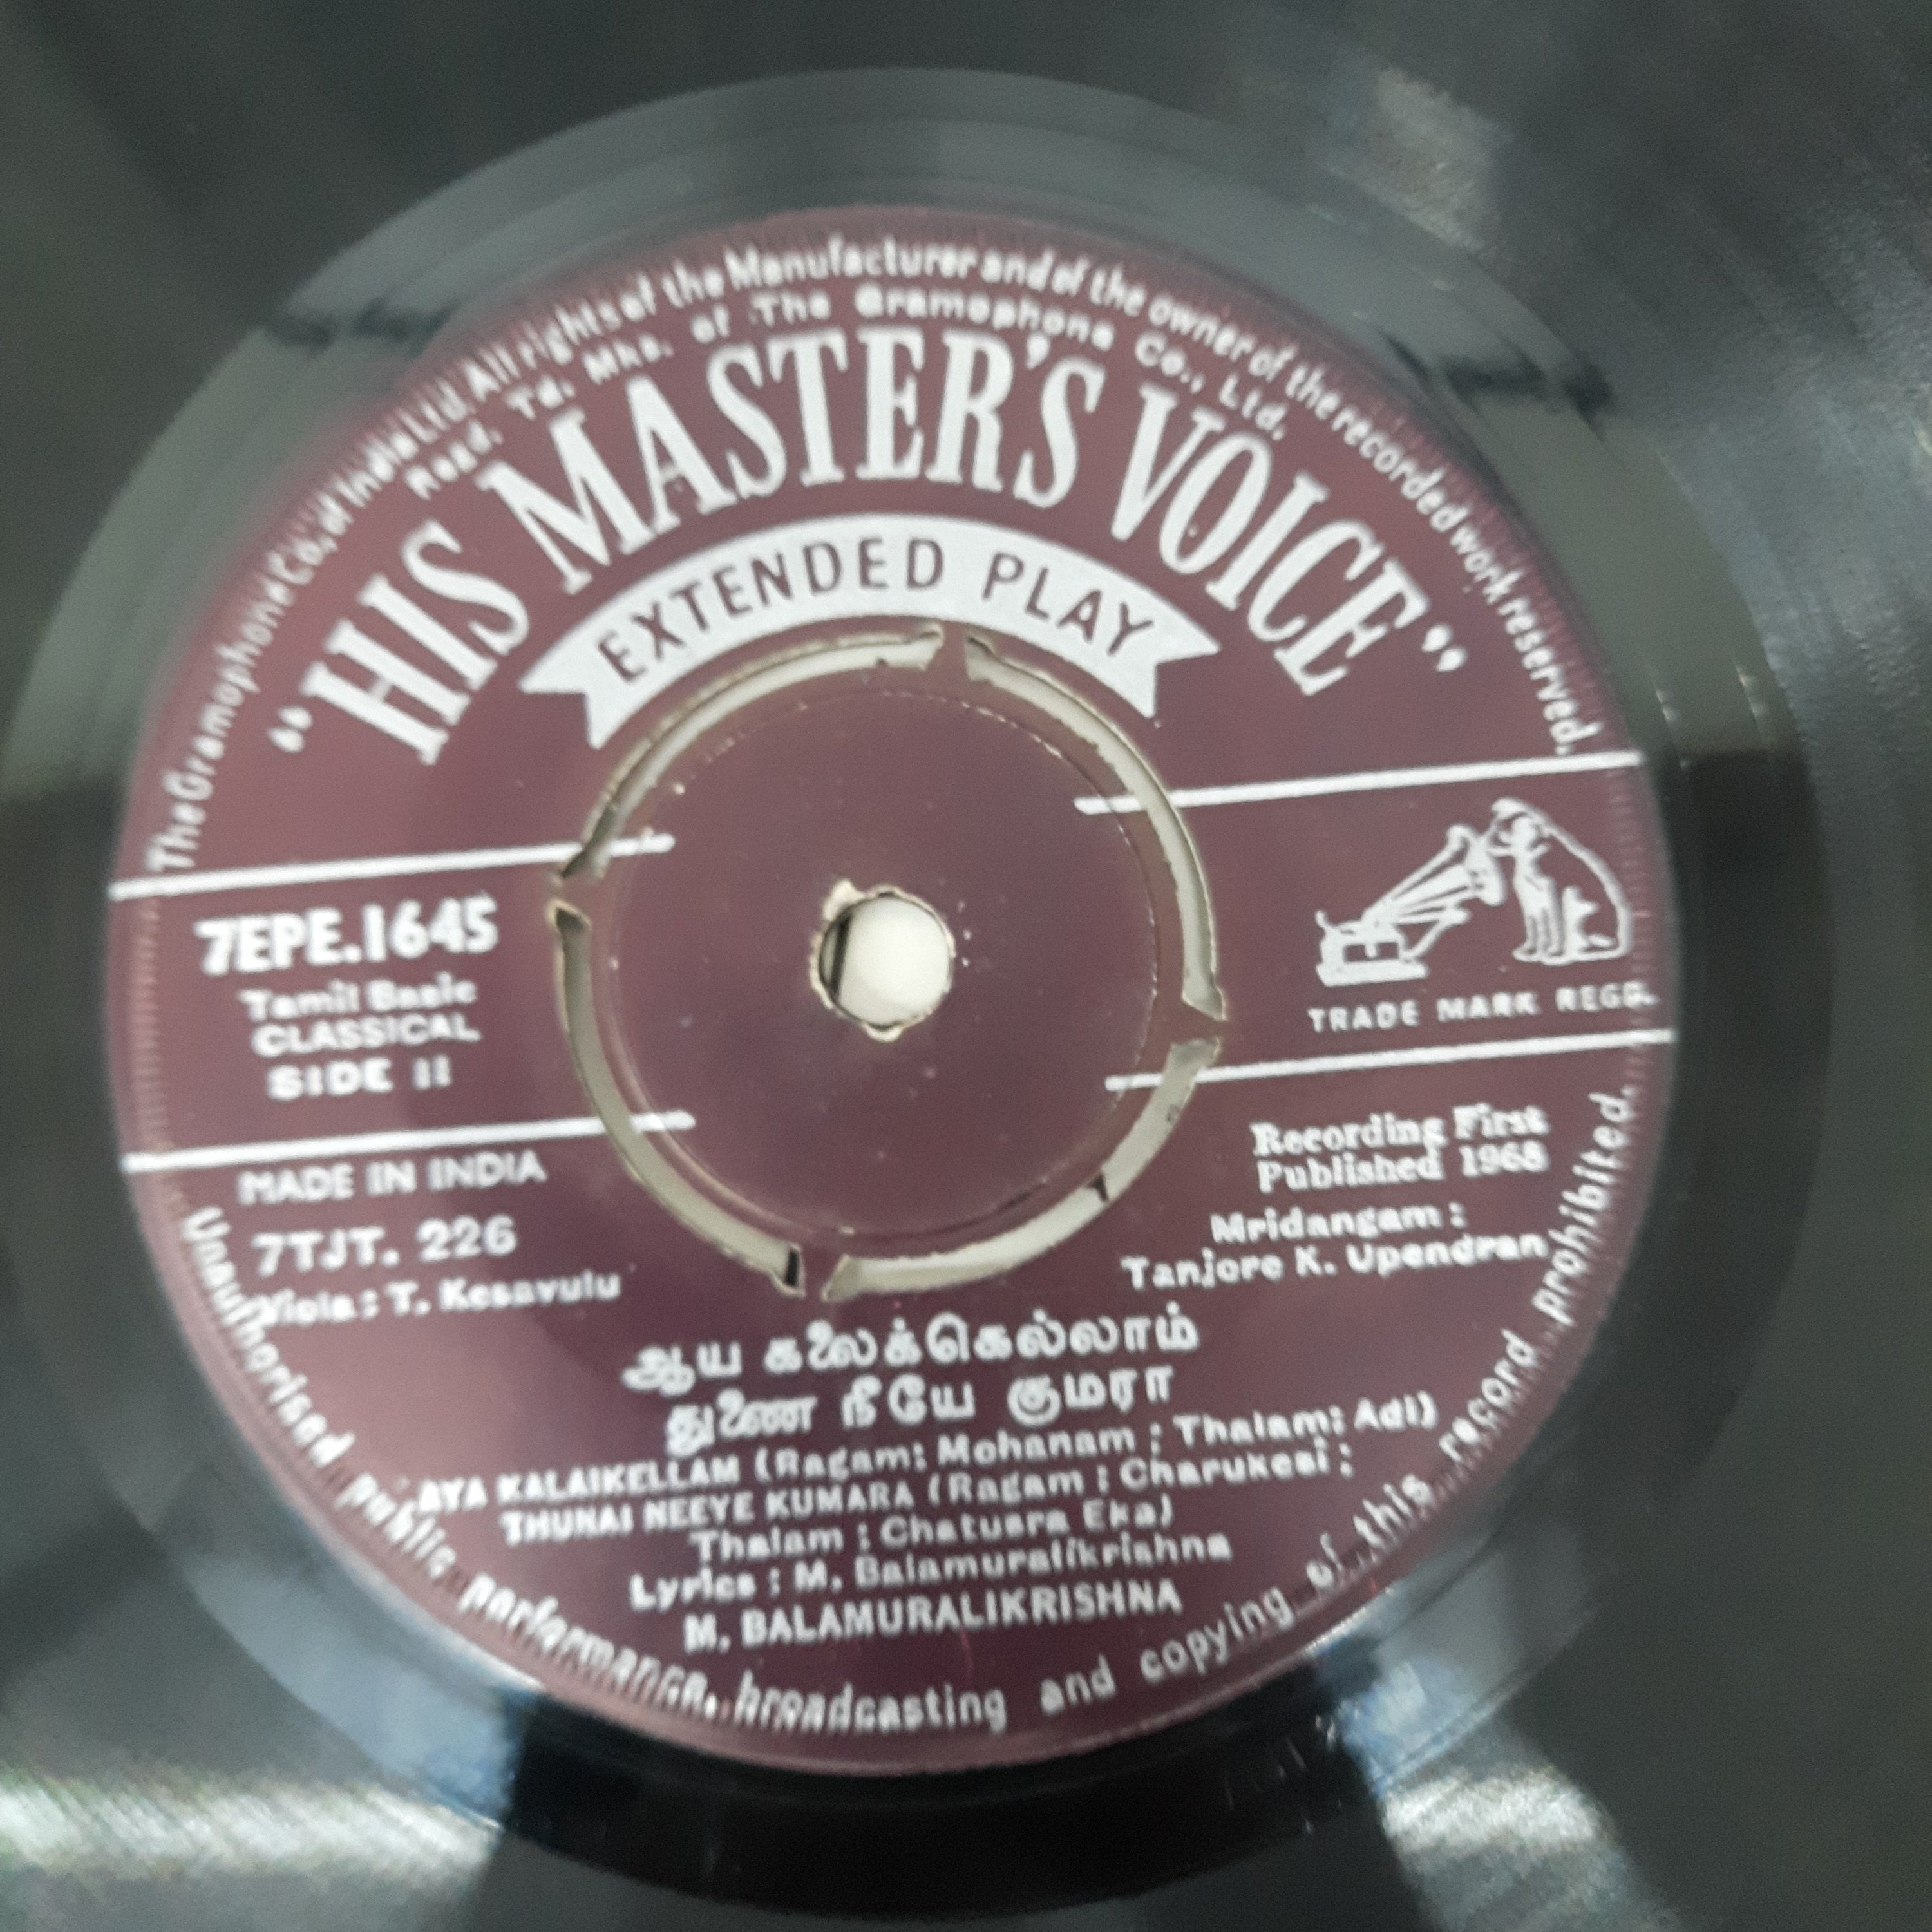 The Gramophone Co., of India Ltd. All rights of the Manufacturer and of the owner of the recorded work reserved.
Regd. Td. Mks. of The Gramophone Co., Ltd.
"HIS MASTER'S VOICE"
EXTENDED PLAY
7EPE.1645
Tamil Basic
CLASSICAL
SIDE II
TRADE MARK REGD.
MADE IN INDIA
7TJT. 226
Viola : T. Kesavulu
Recording First
Published 1968
Mridangam :
Tanjore K. Upendran
ஆய கலைக்கெல்லாம்
துணை நீயே குமரா
AYA KALAIKELLAM (Ragam: Mohanam ; Thalam: Adi)
THUNAI NEEYE KUMARA (Ragam : Charukesi ;
Thalam : Chatusra Eka)
Lyrics : M. Balamuralikrishna
M. BALAMURALIKRISHNA
Unauthorised public performance, broadcasting and copying of this record prohibited.